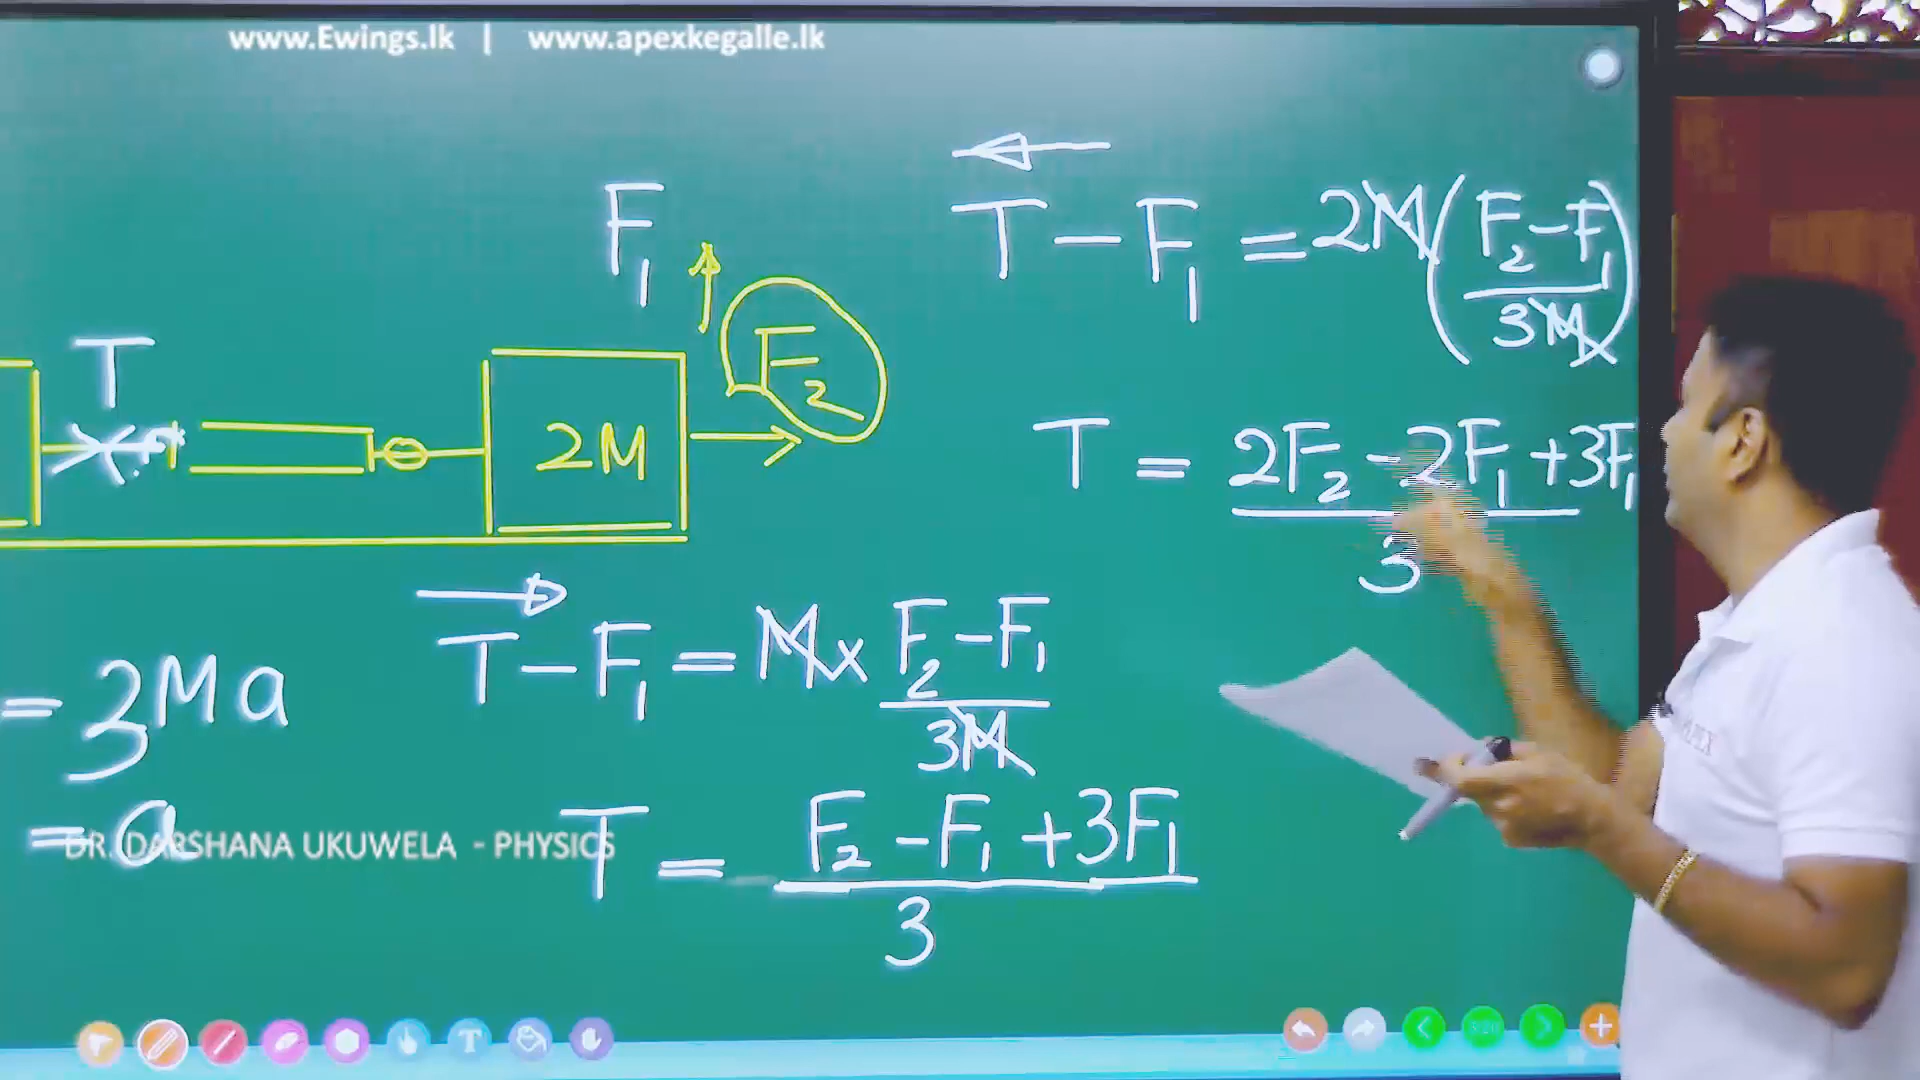 www.Ewings.lk | www.apexkegalle.lk
F₁
F₂
T
2M
T − F₁ = 2M( (F₂ − F₁) / 3M )
T = (2F₂ − 2F₁ + 3F₁) / 3
= 3Ma
= a
T − F₁ = M × (F₂ − F₁) / 3M
T = (F₂ − F₁ + 3F₁) / 3
DR. DARSHANA UKUWELA - PHYSICS